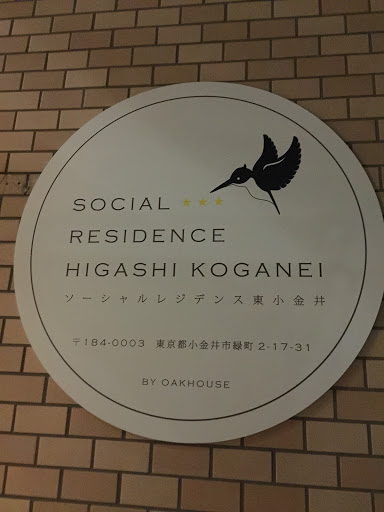 SOCIAL ★★★
RESIDENCE
HIGASHI KOGANEI
ソーシャルレジデンス東小金井
〒184-0003 東京都小金井市緑町 2-17-31
BY OAKHOUSE